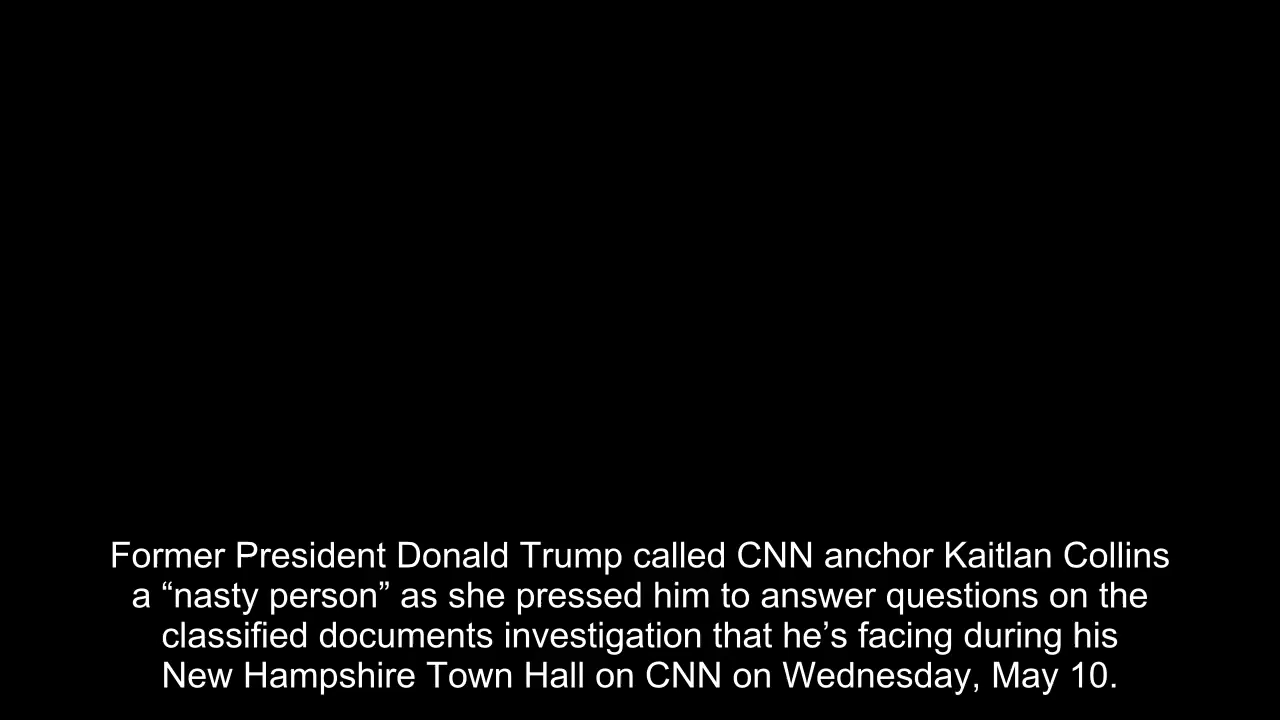 Former President Donald Trump called CNN anchor Kaitlan Collins
a “nasty person” as she pressed him to answer questions on the
classified documents investigation that he’s facing during his
New Hampshire Town Hall on CNN on Wednesday, May 10.